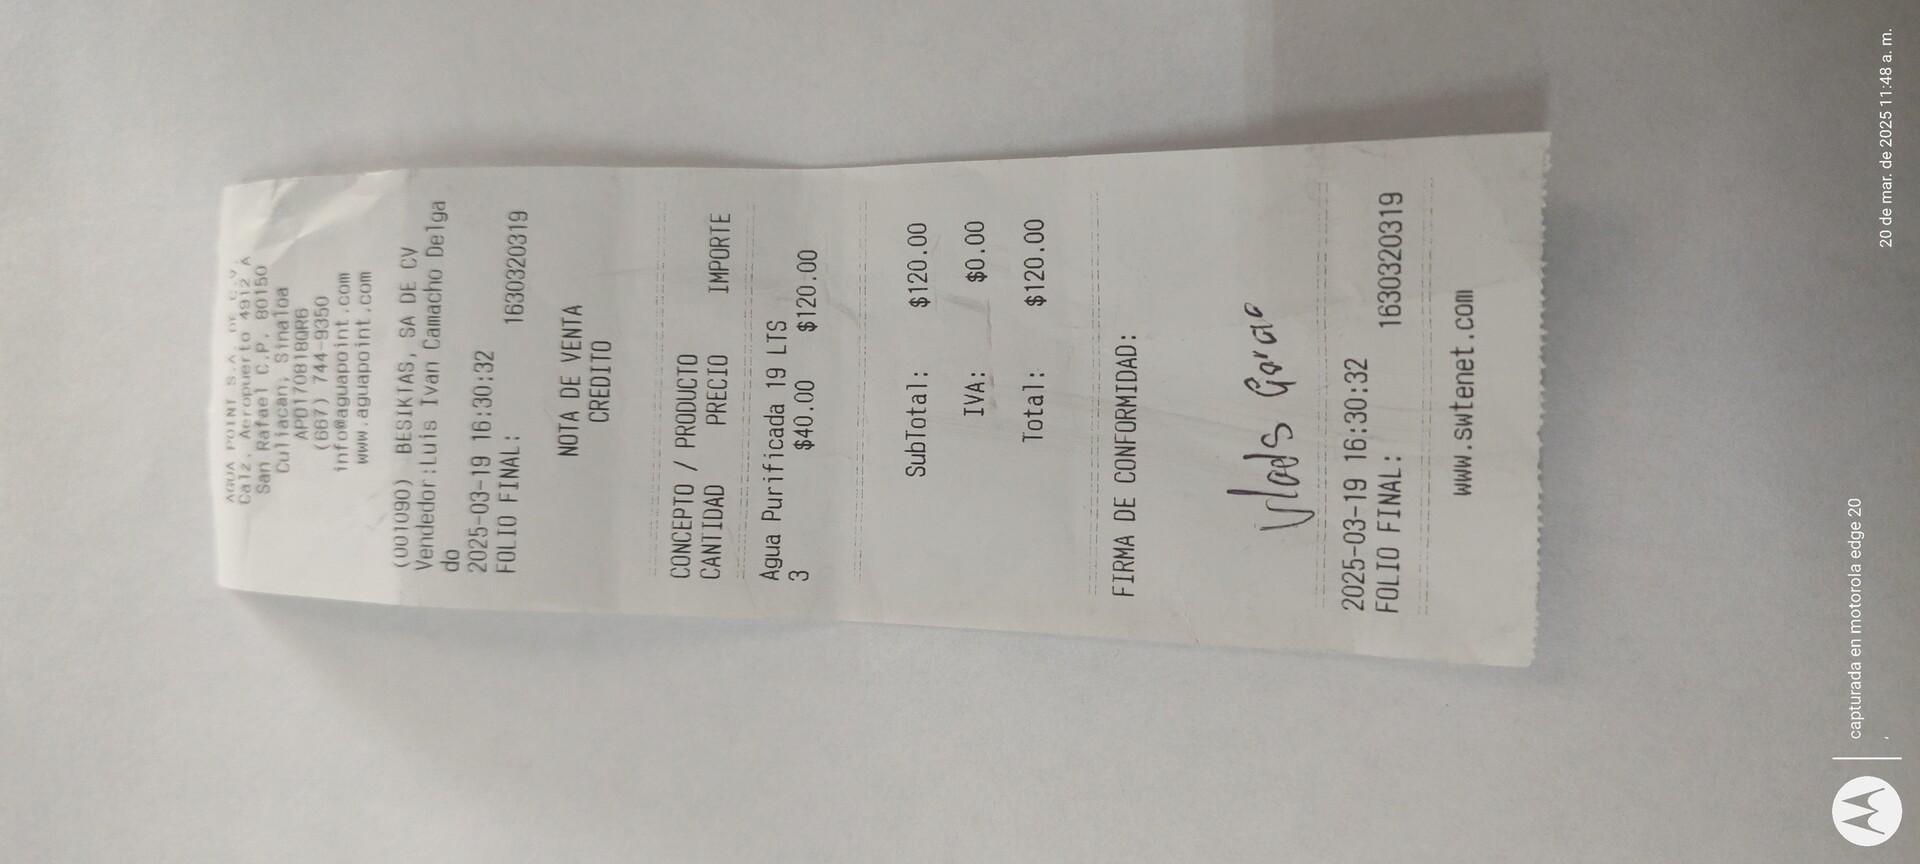 AGUA POINT S.A. DE C.V.
Calz. Aeropuerto 4912 A
San Rafael C.P. 80150
Culiacan, Sinaloa
APO170818QR6
(667) 744-9350
info@aguapoint.com
www.aguapoint.com
(001090) BESIKTAS, SA DE CV
Vendedor:Luis Ivan Camacho Delga
do
2025-03-19 16:30:32
FOLIO FINAL: 1630320319
NOTA DE VENTA
CREDITO
CONCEPTO / PRODUCTO
CANTIDAD PRECIO IMPORTE
Agua Purificada 19 LTS
3 $40.00 $120.00
SubTotal: $120.00
IVA: $0.00
Total: $120.00
FIRMA DE CONFORMIDAD:
2025-03-19 16:30:32
FOLIO FINAL: 1630320319
www.swtenet.com
capturada en motorola edge 20
20 de mar. de 2025 11:48 a. m.